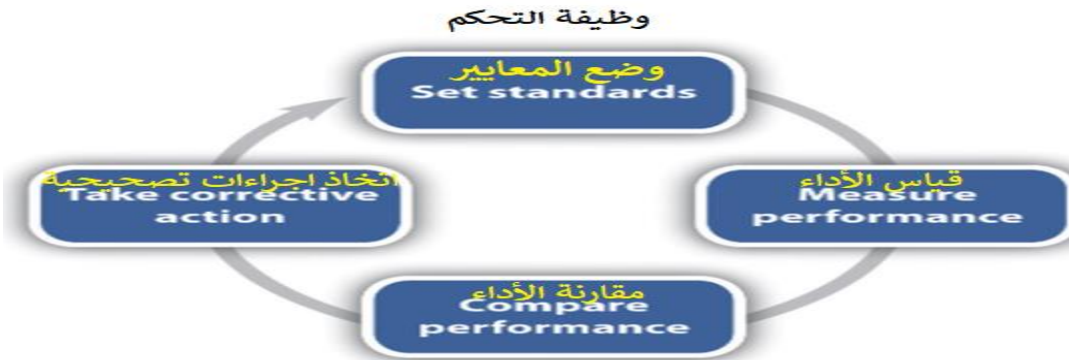 وظيفة التحكم
وضع المعايير
Set standards
اتخاذ اجراءات تصحيحية
Take corrective
action
قياس الأداء
Measure
performance
مقارنة الأداء
Compare
performance